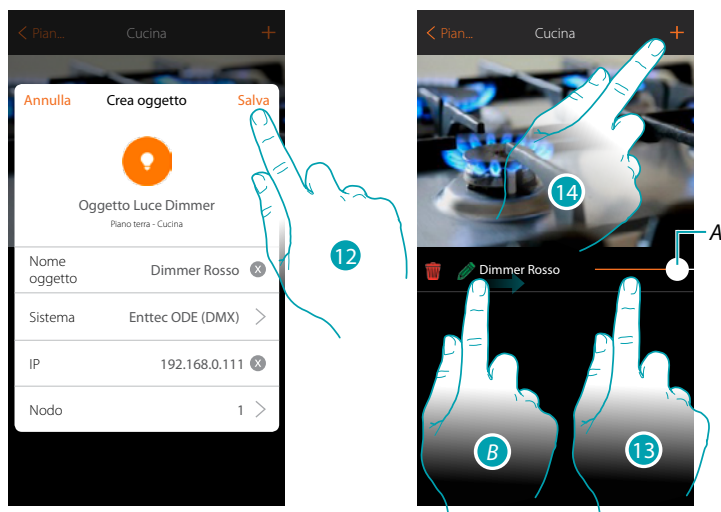 < Pian...
Cucina
+
Annulla
Crea oggetto
Salva
Oggetto Luce Dimmer
Piano terra - Cucina
Nome oggetto
Dimmer Rosso
X
Sistema
Enttec ODE (DMX) >
IP
192.168.0.111
X
Nodo
1 >
12
< Pian...
Cucina
+
14
A
Dimmer Rosso
B
13